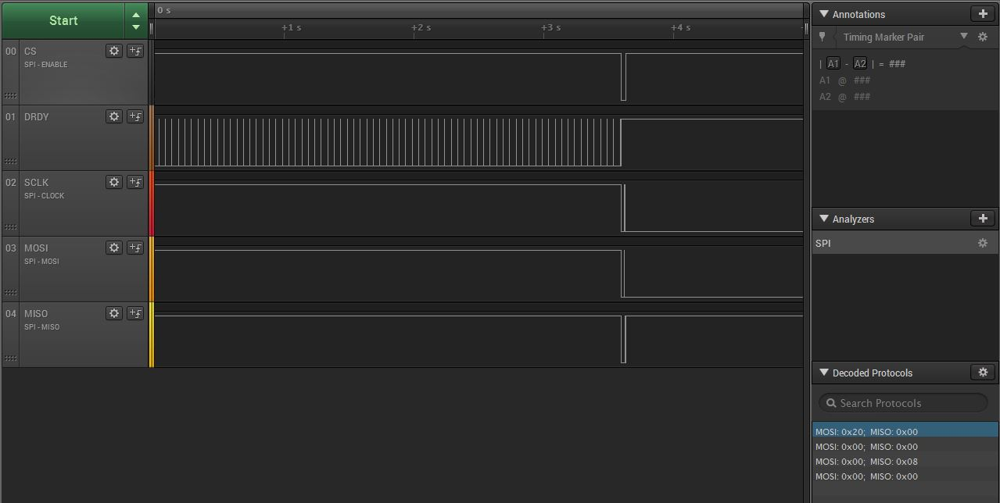 Start
0 s
+1 s +2 s +3 s +4 s
00 CS
SPI - ENABLE
01 DRDY
02 SCLK
SPI - CLOCK
03 MOSI
SPI - MOSI
04 MISO
SPI - MISO
Annotations
Timing Marker Pair
| A1 - A2 | = ###
A1 @ ###
A2 @ ###
Analyzers
SPI
Decoded Protocols
Search Protocols
MOSI: 0x20; MISO: 0x00
MOSI: 0x00; MISO: 0x00
MOSI: 0x00; MISO: 0x08
MOSI: 0x00; MISO: 0x00